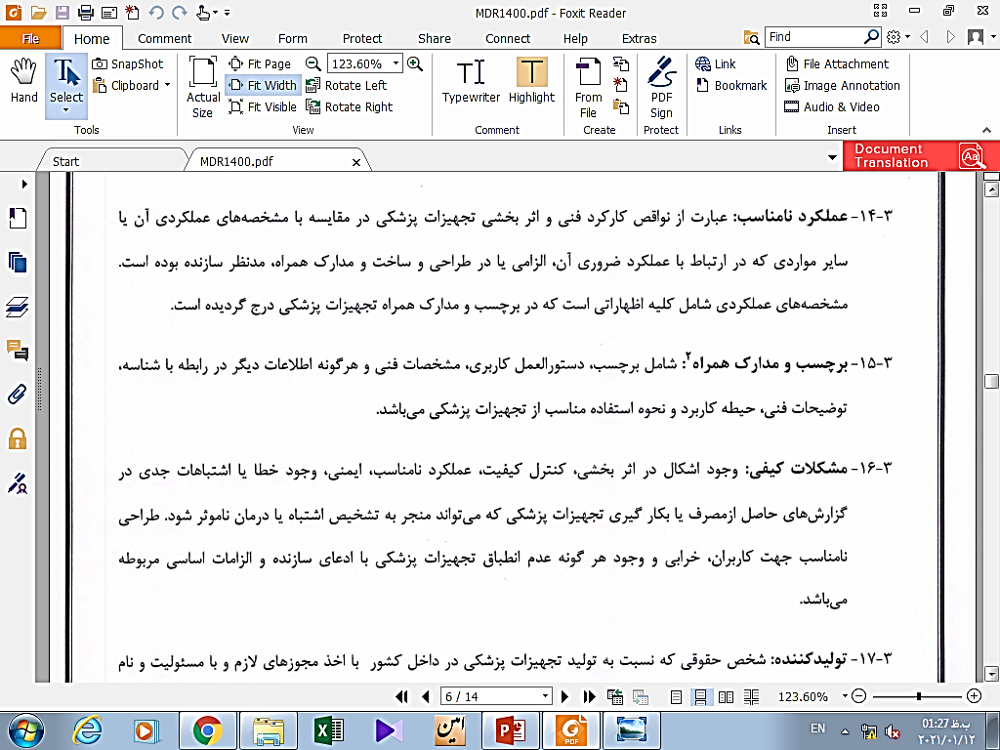 MDR1400.pdf - Foxit Reader
File Home Comment View Form Protect Share Connect Help Extras
Find
Hand
Select
SnapShot
Clipboard
Tools
Actual Size
Fit Page
Fit Width
Fit Visible
123.60%
Rotate Left
Rotate Right
View
Typewriter
Highlight
Comment
From File
Create
PDF Sign
Protect
Link
Bookmark
Links
File Attachment
Image Annotation
Audio & Video
Insert
Start
MDR1400.pdf
Document Translation
۳-۱۴- عملکرد نامناسب: عبارت از نواقص کارکرد فنی و اثر بخشی تجهیزات پزشکی در مقایسه با مشخصه‌های عملکردی آن یا
سایر مواردی که در ارتباط با عملکرد ضروری آن، الزامی یا در طراحی و ساخت و مدارک همراه، مدنظر سازنده بوده است.
مشخصه‌های عملکردی شامل کلیه اظهاراتی است که در برچسب و مدارک همراه تجهیزات پزشکی درج گردیده است.
۳-۱۵- برچسب و مدارک همراه۲: شامل برچسب، دستورالعمل کاربری، مشخصات فنی و هرگونه اطلاعات دیگر در رابطه با شناسه،
توضیحات فنی، حیطه کاربرد و نحوه استفاده مناسب از تجهیزات پزشکی می‌باشد.
۳-۱۶- مشکلات کیفی: وجود اشکال در اثر بخشی، کنترل کیفیت، عملکرد نامناسب، ایمنی، وجود خطا یا اشتباهات جدی در
گزارش‌های حاصل ازمصرف یا بکار گیری تجهیزات پزشکی که می‌تواند منجر به تشخیص اشتباه یا درمان ناموثر شود. طراحی
نامناسب جهت کاربران، خرابی و وجود هر گونه عدم انطباق تجهیزات پزشکی با ادعای سازنده و الزامات اساسی مربوطه
می‌باشد.
۳-۱۷- تولیدکننده: شخص حقوقی که نسبت به تولید تجهیزات پزشکی در داخل کشور با اخذ مجوزهای لازم و با مسئولیت و نام
6 / 14
123.60%
EN
01:27 ب.ظ
۲۰۲۱/۰۱/۱۲